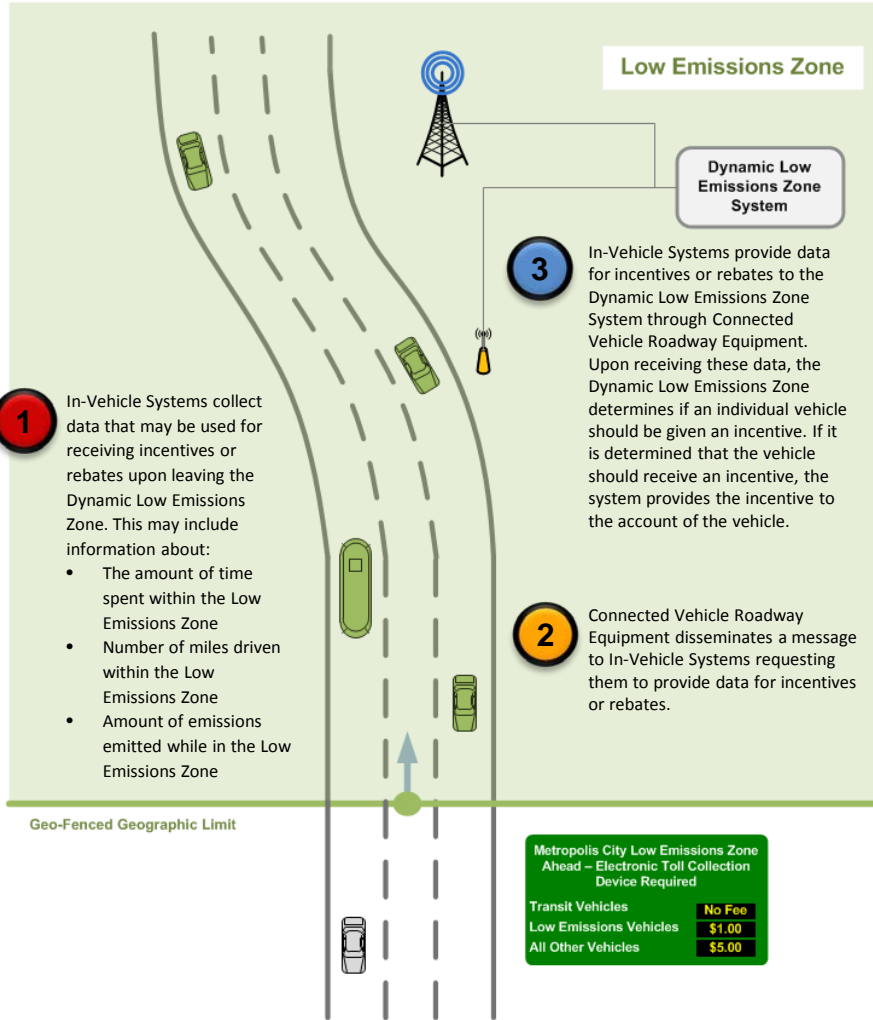 Low Emissions Zone
Dynamic Low
Emissions Zone
System
1
In-Vehicle Systems collect
data that may be used for
receiving incentives or
rebates upon leaving the
Dynamic Low Emissions
Zone. This may include
information about:
• The amount of time
spent within the Low
Emissions Zone
• Number of miles driven
within the Low
Emissions Zone
• Amount of emissions
emitted while in the Low
Emissions Zone
3
In-Vehicle Systems provide data
for incentives or rebates to the
Dynamic Low Emissions Zone
System through Connected
Vehicle Roadway Equipment.
Upon receiving these data, the
Dynamic Low Emissions Zone
determines if an individual vehicle
should be given an incentive. If it
is determined that the vehicle
should receive an incentive, the
system provides the incentive to
the account of the vehicle.
2
Connected Vehicle Roadway
Equipment disseminates a message
to In-Vehicle Systems requesting
them to provide data for incentives
or rebates.
Geo-Fenced Geographic Limit
Metropolis City Low Emissions Zone
Ahead – Electronic Toll Collection
Device Required
Transit Vehicles No Fee
Low Emissions Vehicles $1.00
All Other Vehicles $5.00